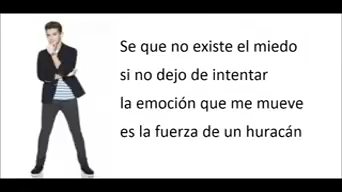 Se que no existe el miedo
si no dejo de intentar
la emoción que me mueve
es la fuerza de un huracán